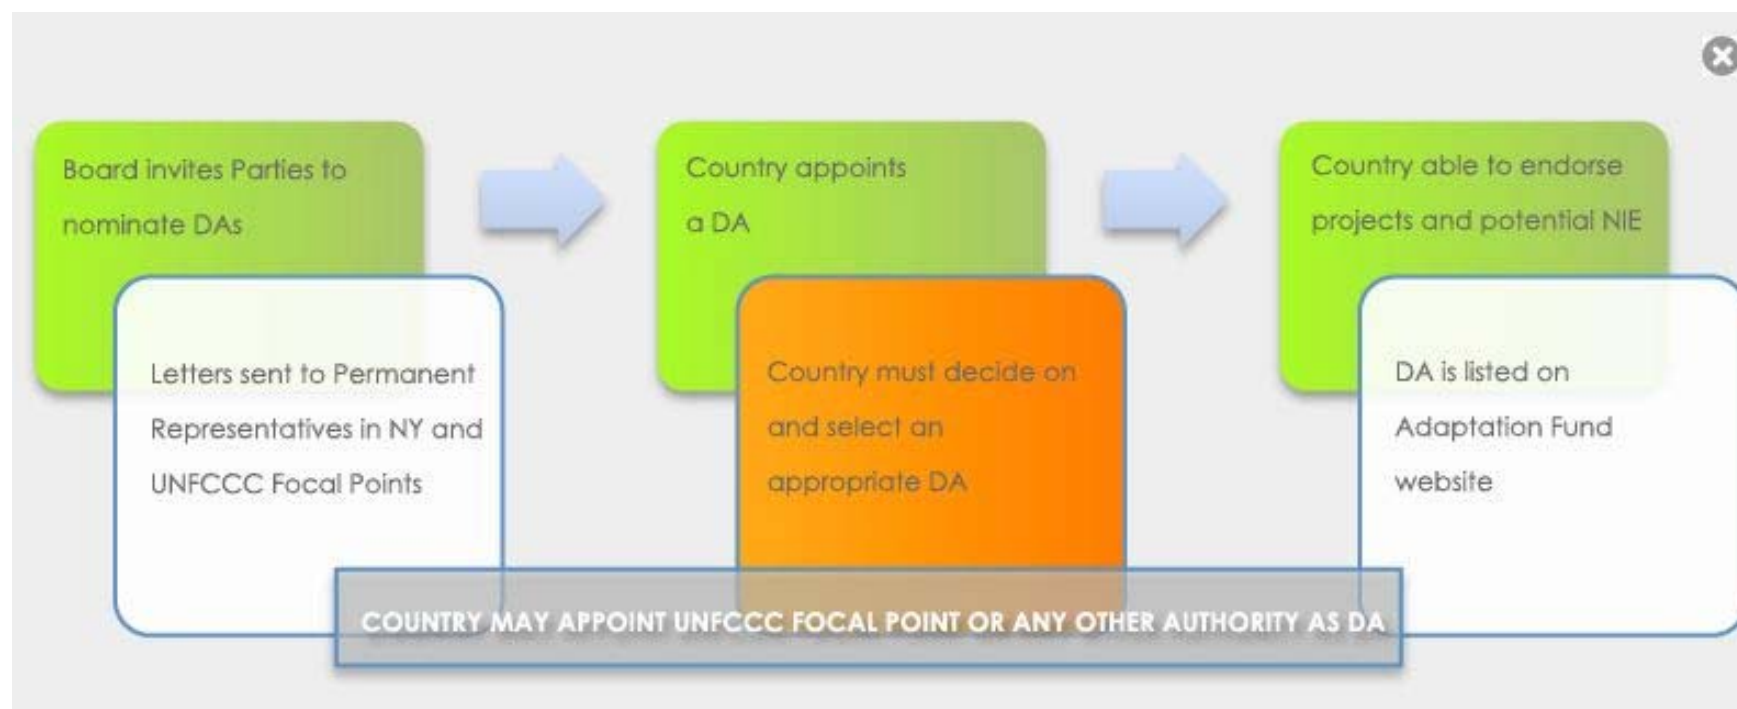 Board invites Parties to
nominate DAs
Letters sent to Permanent
Representatives in NY and
UNFCCC Focal Points
Country appoints
a DA
Country must decide on
and select an
appropriate DA
Country able to endorse
projects and potential NIE
DA is listed on
Adaptation Fund
website
COUNTRY MAY APPOINT UNFCCC FOCAL POINT OR ANY OTHER AUTHORITY AS DA